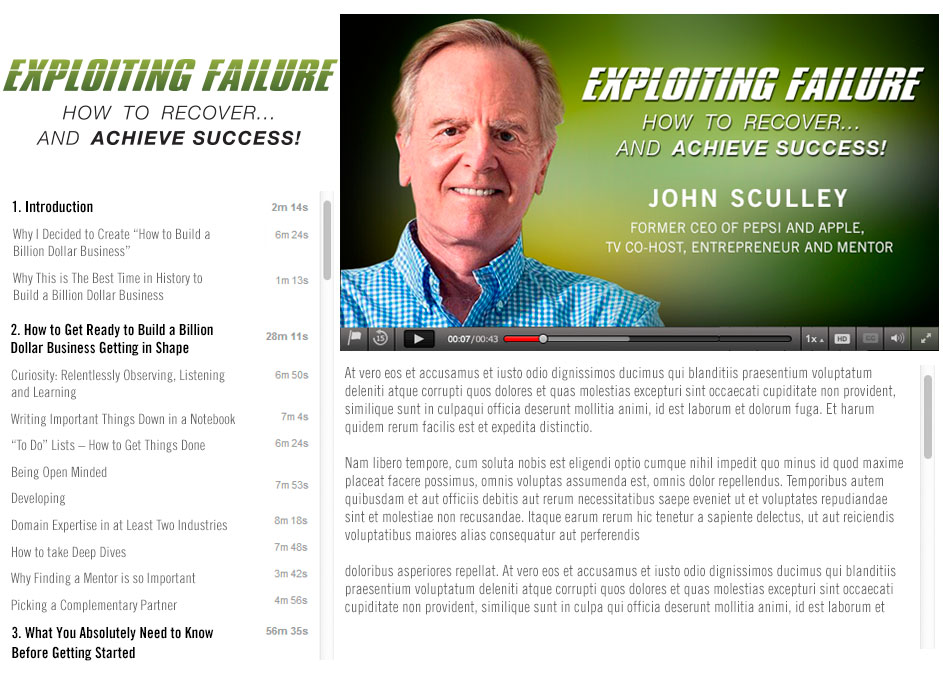 EXPLOITING FAILURE
HOW TO RECOVER...
AND ACHIEVE SUCCESS!
1. Introduction 2m 14s
Why I Decided to Create “How to Build a 6m 24s
Billion Dollar Business”
Why This is The Best Time in History to 1m 13s
Build a Billion Dollar Business
2. How to Get Ready to Build a Billion 28m 11s
Dollar Business Getting in Shape
Curiosity: Relentlessly Observing, Listening 6m 50s
and Learning
Writing Important Things Down in a Notebook 7m 4s
“To Do” Lists – How to Get Things Done 6m 24s
Being Open Minded
7m 53s
Developing
Domain Expertise in at Least Two Industries 8m 18s
How to take Deep Dives 7m 48s
Why Finding a Mentor is so Important 3m 42s
Picking a Complementary Partner 4m 56s
3. What You Absolutely Need to Know 56m 35s
Before Getting Started
EXPLOITING FAILURE
HOW TO RECOVER...
AND ACHIEVE SUCCESS!
JOHN SCULLEY
FORMER CEO OF PEPSI AND APPLE,
TV CO-HOST, ENTREPRENEUR AND MENTOR
15 00:07/00:43 1x HD CC
At vero eos et accusamus et iusto odio dignissimos ducimus qui blanditiis praesentium voluptatum
deleniti atque corrupti quos dolores et quas molestias excepturi sint occaecati cupiditate non provident,
similique sunt in culpaqui officia deserunt mollitia animi, id est laborum et dolorum fuga. Et harum
quidem rerum facilis est et expedita distinctio.
Nam libero tempore, cum soluta nobis est eligendi optio cumque nihil impedit quo minus id quod maxime
placeat facere possimus, omnis voluptas assumenda est, omnis dolor repellendus. Temporibus autem
quibusdam et aut officiis debitis aut rerum necessitatibus saepe eveniet ut et voluptates repudiandae
sint et molestiae non recusandae. Itaque earum rerum hic tenetur a sapiente delectus, ut aut reiciendis
voluptatibus maiores alias consequatur aut perferendis
doloribus asperiores repellat. At vero eos et accusamus et iusto odio dignissimos ducimus qui blanditiis
praesentium voluptatum deleniti atque corrupti quos dolores et quas molestias excepturi sint occaecati
cupiditate non provident, similique sunt in culpa qui officia deserunt mollitia animi, id est laborum et